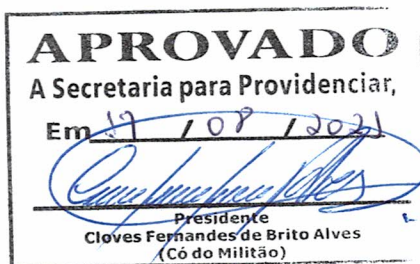 APROVADO
A Secretaria para Providenciar,
Em 17 / 08 / 2021
Presidente
Cloves Fernandes de Brito Alves
(Có do Militão)